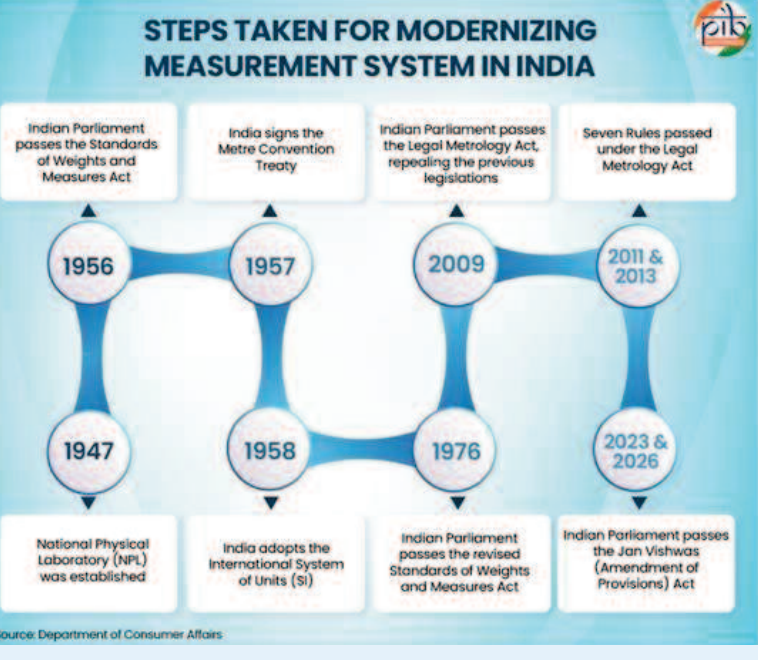 STEPS TAKEN FOR MODERNIZING
MEASUREMENT SYSTEM IN INDIA
pib
Indian Parliament
passes the Standards
of Weights and
Measures Act
India signs the
Metre Convention
Treaty
Indian Parliament passes
the Legal Metrology Act,
repealing the previous
legislations
Seven Rules passed
under the Legal
Metrology Act
1956
1957
2009
2011 &
2013
1947
1958
1976
2023 &
2026
National Physical
Laboratory (NPL)
was established
India adopts the
International System
of Units (SI)
Indian Parliament
passes the revised
Standards of Weights
and Measures Act
Indian Parliament passes
the Jan Vishwas
(Amendment of
Provisions) Act
ource: Department of Consumer Affairs